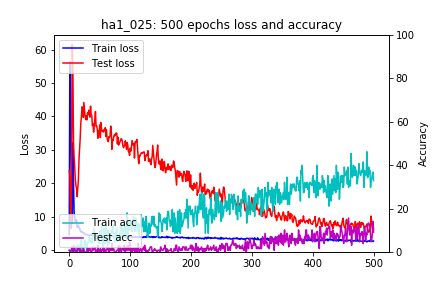 ha1_025: 500 epochs loss and accuracy
Train loss
Test loss
Train acc
Test acc
Loss
Accuracy
60
50
40
30
20
10
0
100
80
60
40
20
0
0 100 200 300 400 500